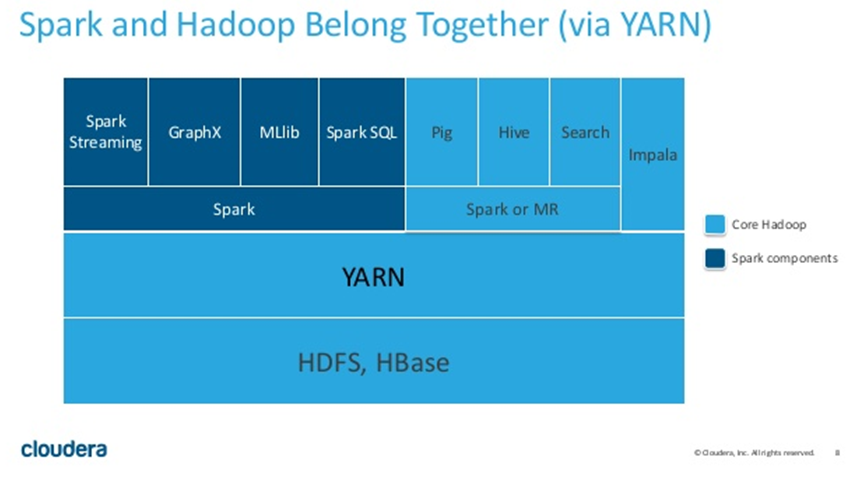 Spark and Hadoop Belong Together (via YARN)
Spark
Streaming
GraphX
MLlib
Spark SQL
Pig
Hive
Search
Impala
Spark
Spark or MR
YARN
HDFS, HBase
Core Hadoop
Spark components
cloudera
© Cloudera, Inc. All rights reserved.
8